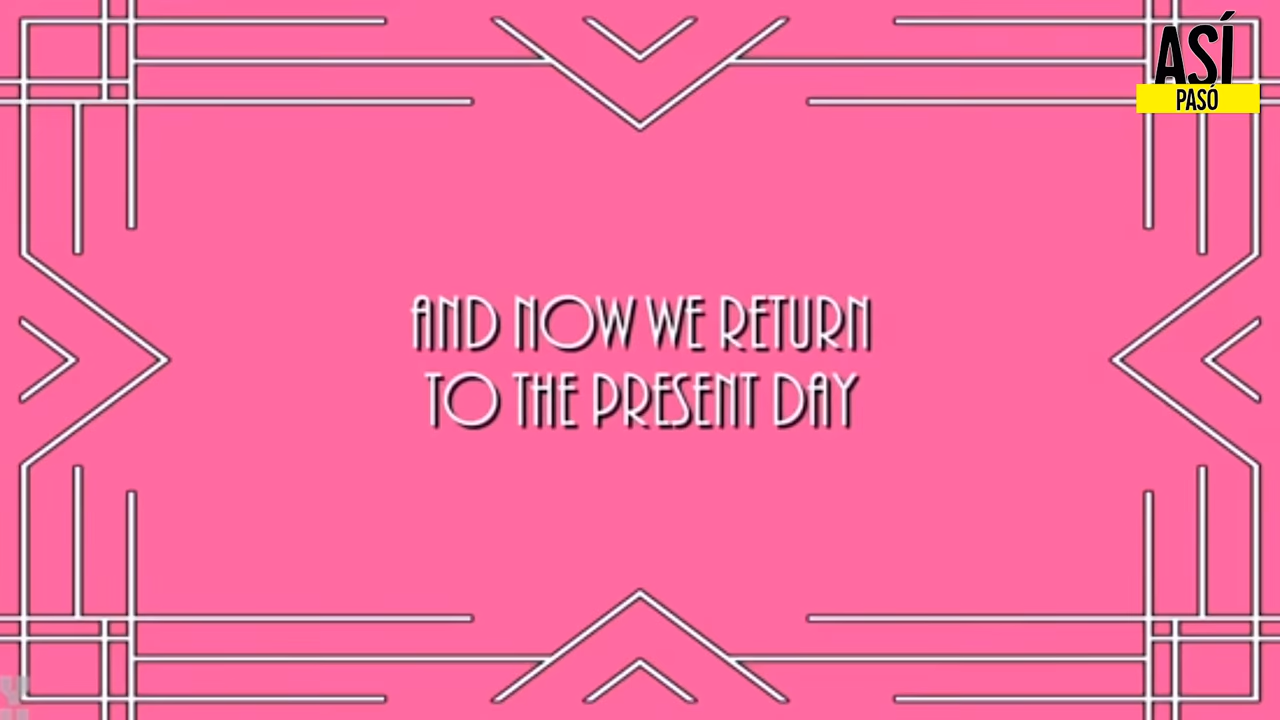 ASÍ
PASÓ
AND NOW WE RETURN
TO THE PRESENT DAY